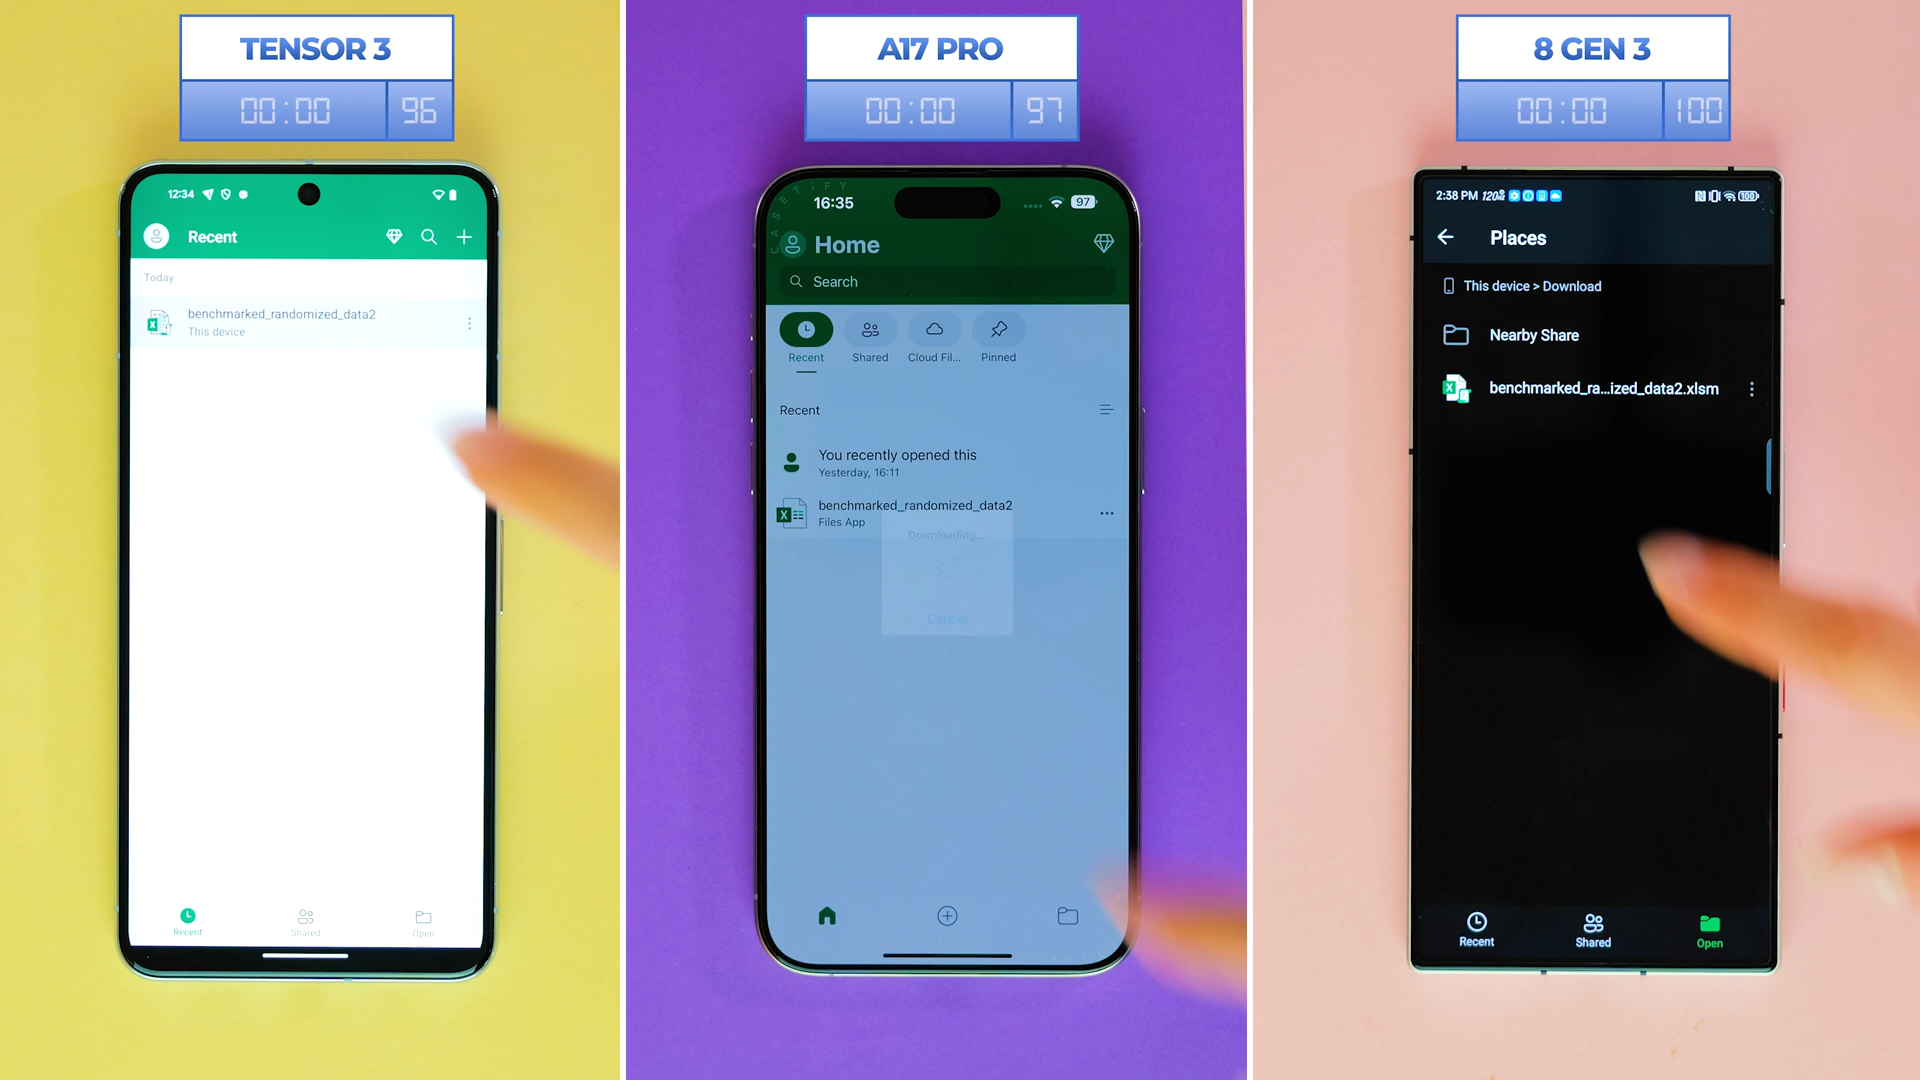 TENSOR 3
00:00 96
12:34
Recent
Today
benchmarked_randomized_data2
This device
Recent
Shared
Open
A17 PRO
00:00 97
CASETiFY
16:35 97
Home
Search
Recent
Shared
Cloud Fil...
Pinned
Recent
You recently opened this
Yesterday, 16:11
benchmarked_randomized_data2
Files App
Downloading...
Cancel
8 GEN 3
00:00 100
2:38 PM 120 100
Places
This device > Download
Nearby Share
benchmarked_ra...ized_data2.xlsm
Recent
Shared
Open